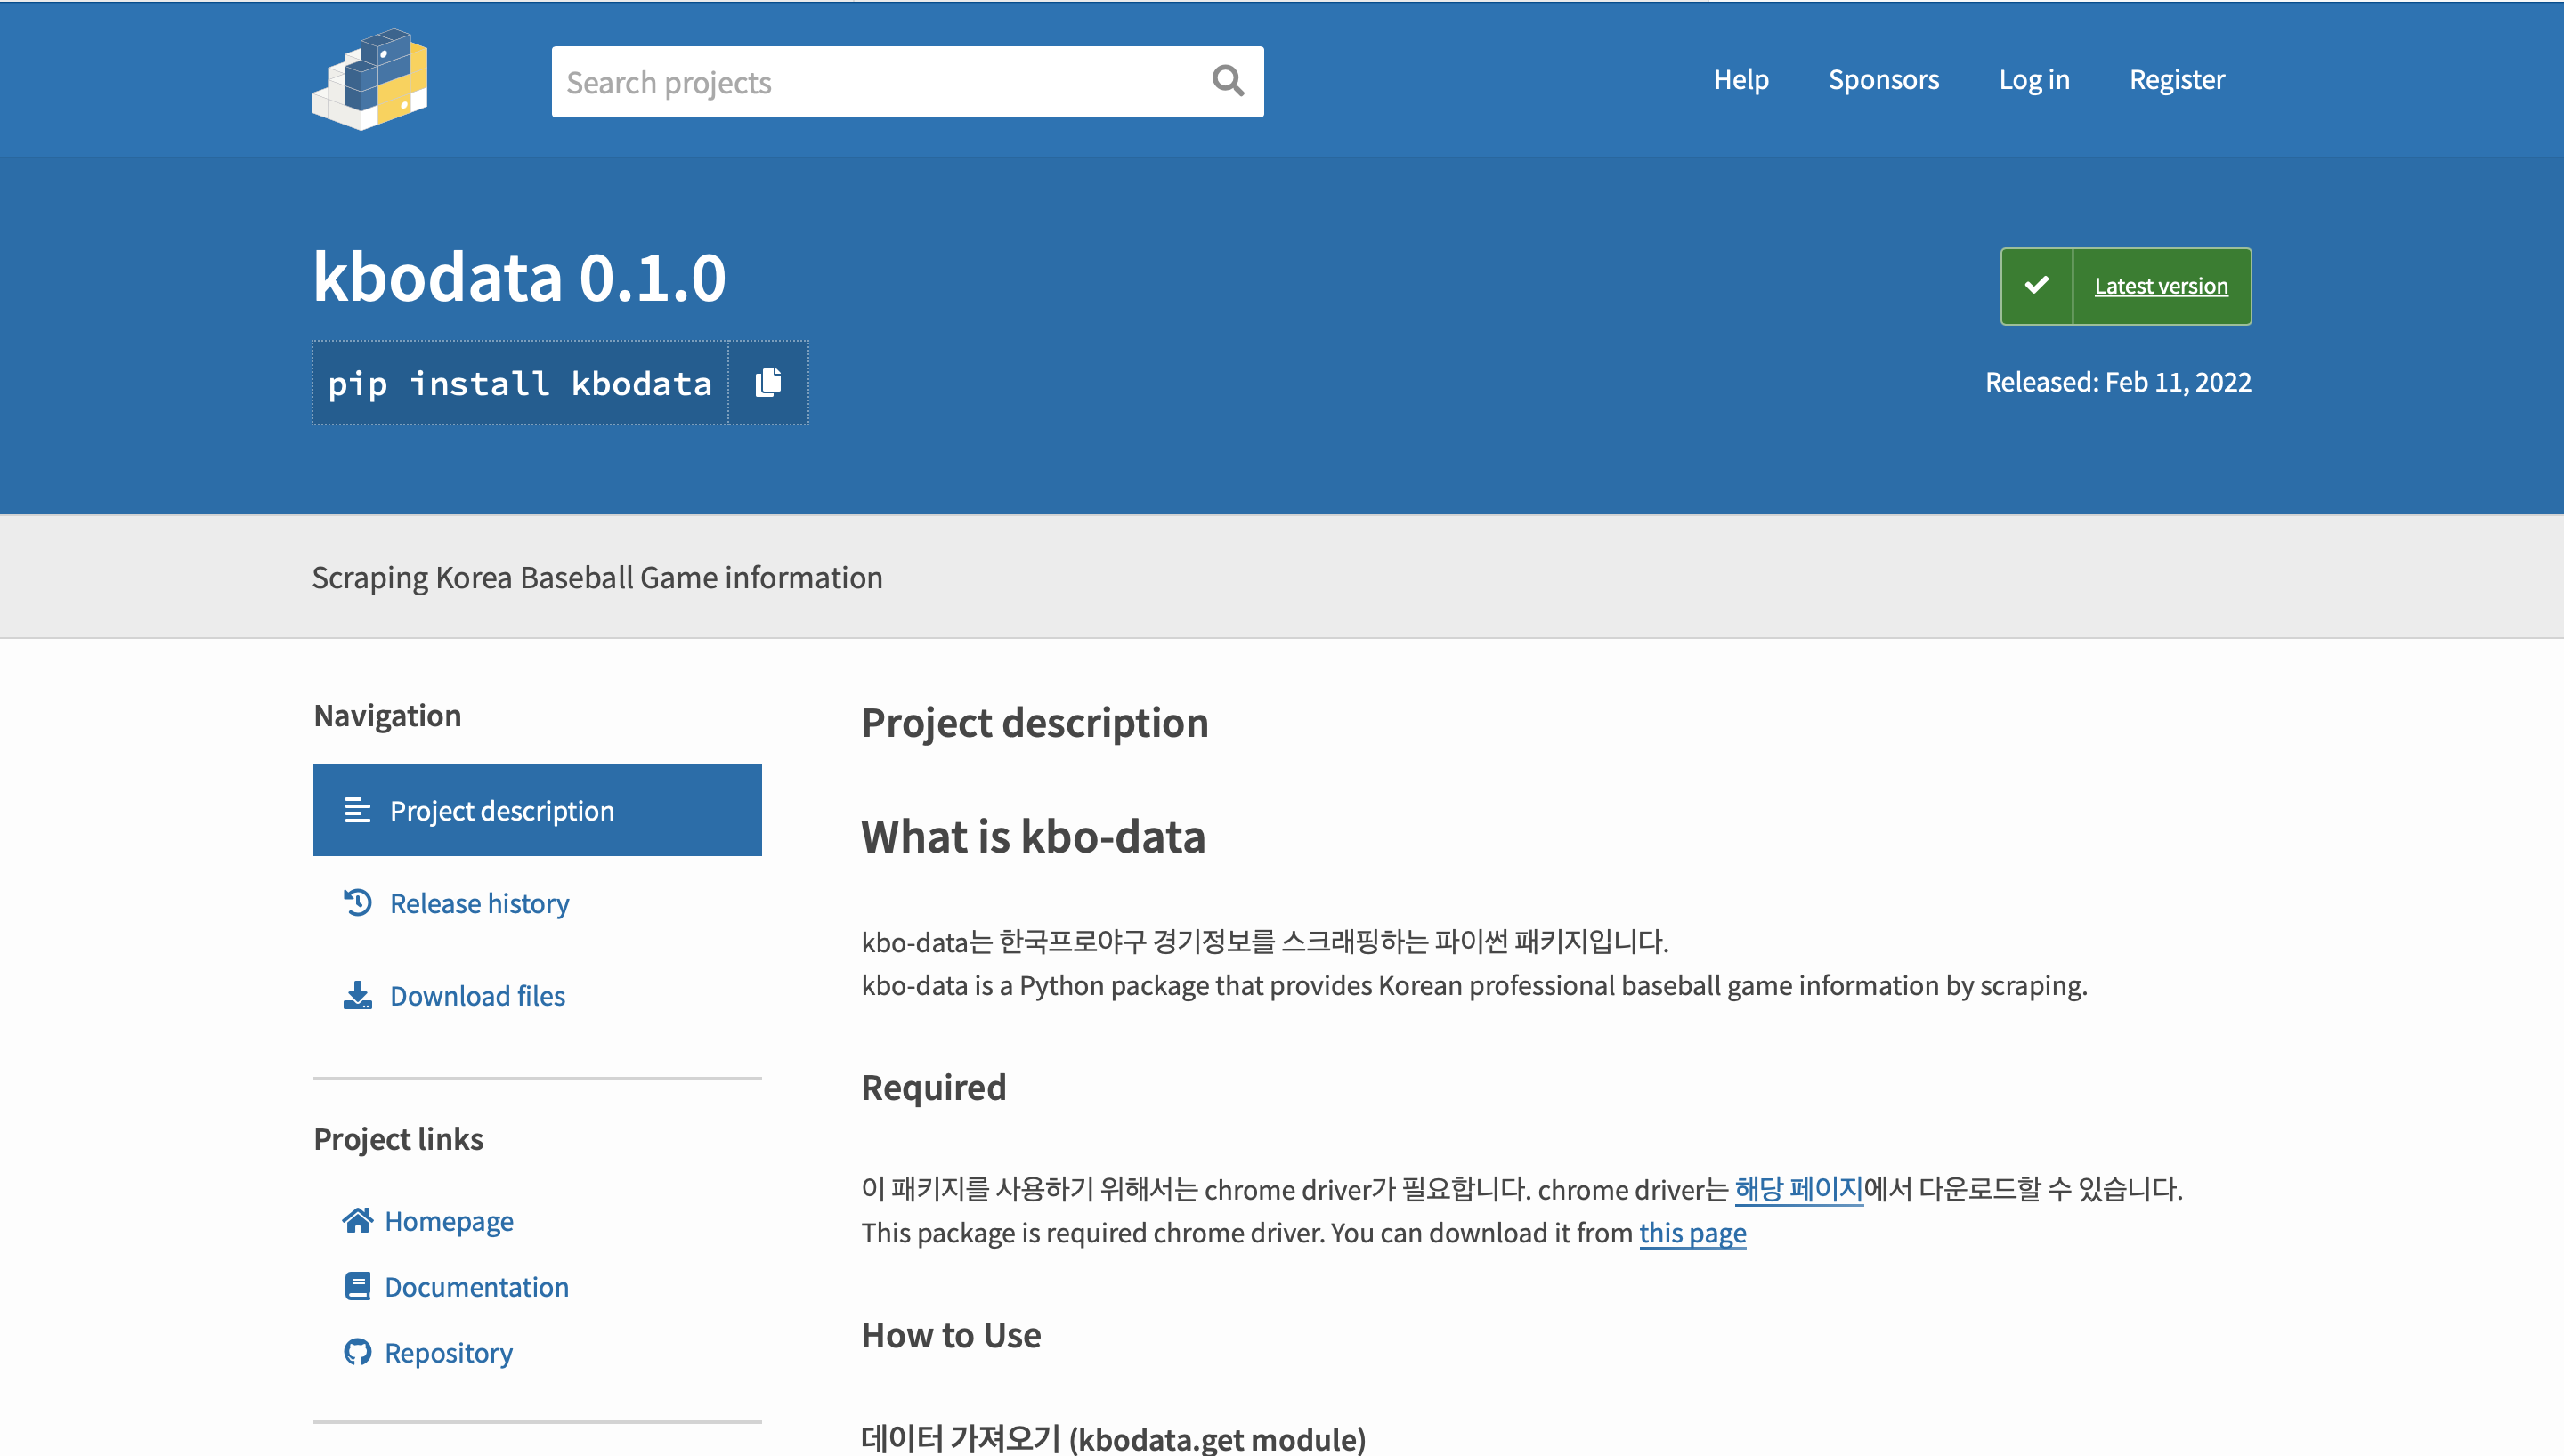 Search projects
Help
Sponsors
Log in
Register
kbodata 0.1.0
pip install kbodata
Latest version
Released: Feb 11, 2022
Scraping Korea Baseball Game information
Navigation
Project description
Release history
Download files
Project links
Homepage
Documentation
Repository
Project description
What is kbo-data
kbo-data는 한국프로야구 경기정보를 스크래핑하는 파이썬 패키지입니다.
kbo-data is a Python package that provides Korean professional baseball game information by scraping.
Required
이 패키지를 사용하기 위해서는 chrome driver가 필요합니다. chrome driver는 해당 페이지에서 다운로드할 수 있습니다.
This package is required chrome driver. You can download it from this page
How to Use
데이터 가져오기 (kbodata.get module)